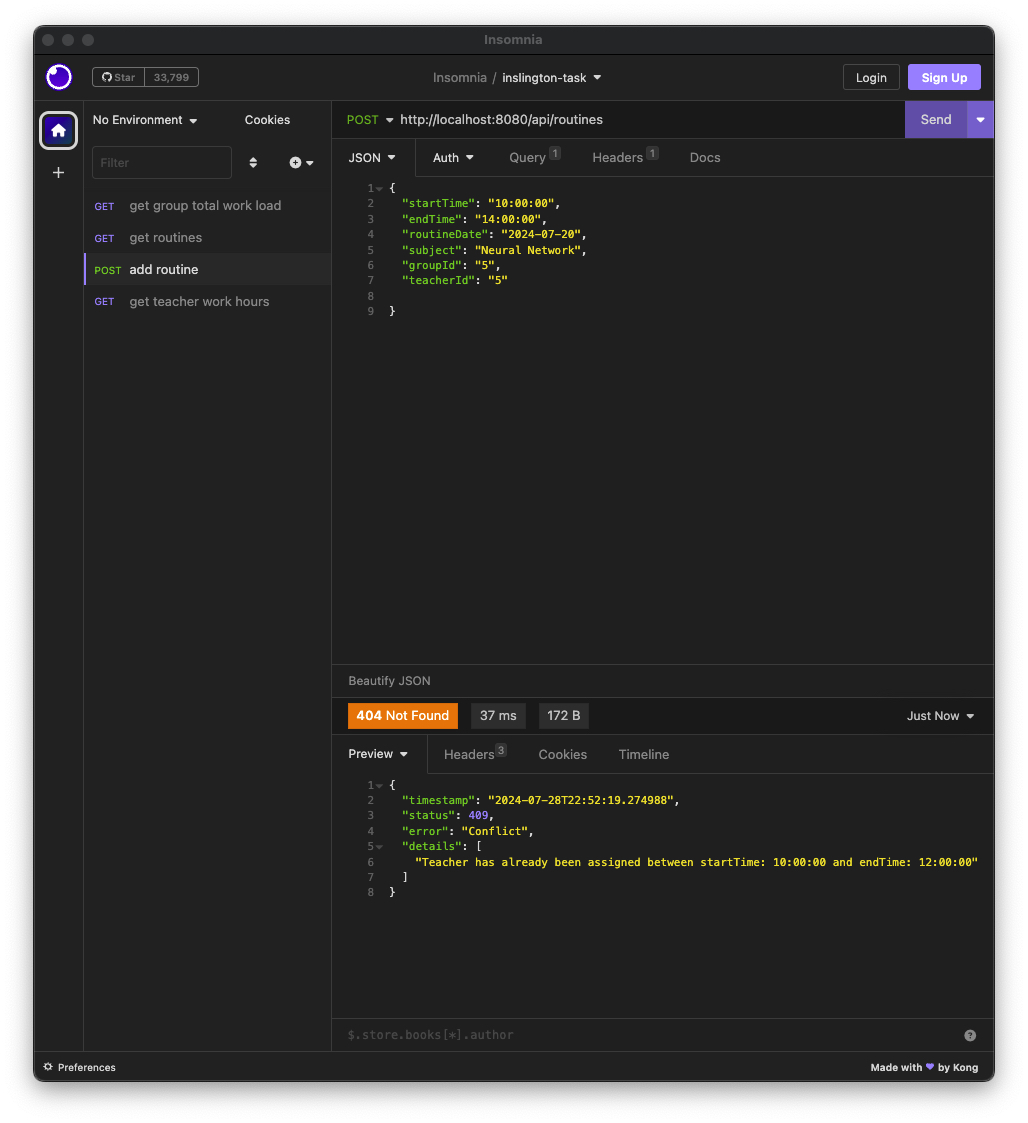 Insomnia
Star 33,799
Insomnia / inslington-task
Login
Sign Up
No Environment
Cookies
Filter
GET get group total work load
GET get routines
POST add routine
GET get teacher work hours
POST http://localhost:8080/api/routines
Send
JSON Auth Query 1 Headers 1 Docs
1 {
2 "startTime": "10:00:00",
3 "endTime": "14:00:00",
4 "routineDate": "2024-07-20",
5 "subject": "Neural Network",
6 "groupId": "5",
7 "teacherId": "5"
8
9 }
Beautify JSON
404 Not Found 37 ms 172 B Just Now
Preview Headers 3 Cookies Timeline
1 {
2 "timestamp": "2024-07-28T22:52:19.274988",
3 "status": 409,
4 "error": "Conflict",
5 "details": [
6 "Teacher has already been assigned between startTime: 10:00:00 and endTime: 12:00:00"
7 ]
8 }
$.store.books[*].author
?
Preferences
Made with ♥ by Kong